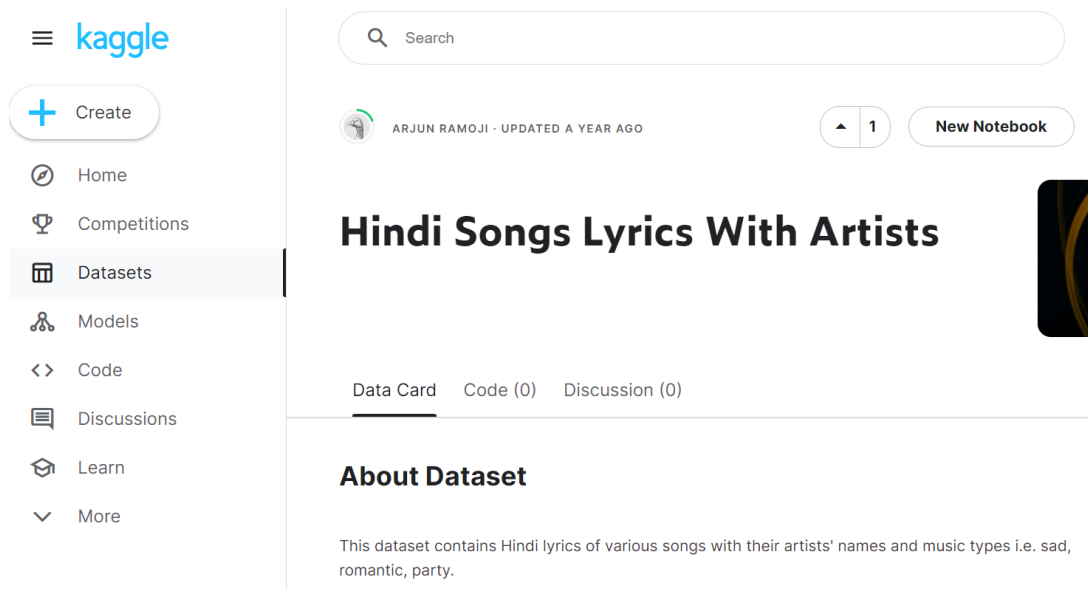 kaggle
Create
Home
Competitions
Datasets
Models
Code
Discussions
Learn
More
Search
ARJUN RAMOJI · UPDATED A YEAR AGO
1
New Notebook
Hindi Songs Lyrics With Artists
Data Card Code (0) Discussion (0)
About Dataset
This dataset contains Hindi lyrics of various songs with their artists' names and music types i.e. sad,
romantic, party.